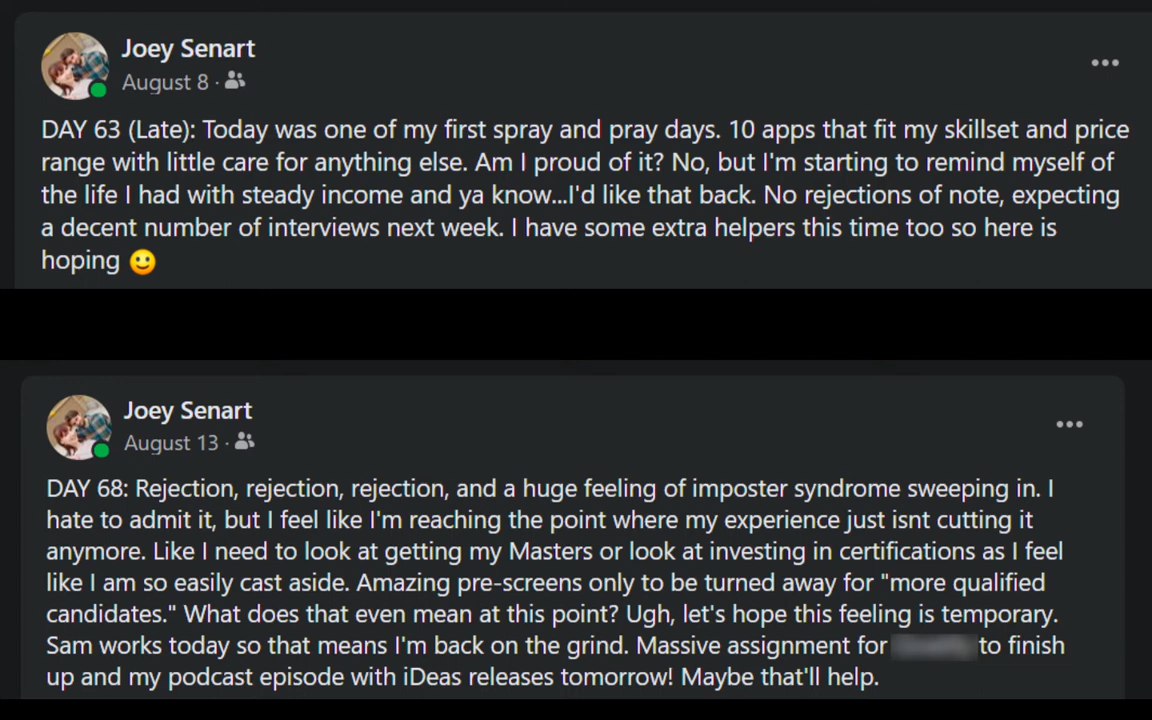 Joey Senart
August 8 ·
DAY 63 (Late): Today was one of my first spray and pray days. 10 apps that fit my skillset and price
range with little care for anything else. Am I proud of it? No, but I'm starting to remind myself of
the life I had with steady income and ya know...I'd like that back. No rejections of note, expecting
a decent number of interviews next week. I have some extra helpers this time too so here is
hoping 🙂
Joey Senart
August 13 ·
DAY 68: Rejection, rejection, rejection, and a huge feeling of imposter syndrome sweeping in. I
hate to admit it, but I feel like I'm reaching the point where my experience just isnt cutting it
anymore. Like I need to look at getting my Masters or look at investing in certifications as I feel
like I am so easily cast aside. Amazing pre-screens only to be turned away for "more qualified
candidates." What does that even mean at this point? Ugh, let's hope this feeling is temporary.
Sam works today so that means I'm back on the grind. Massive assignment for to finish
up and my podcast episode with iDeas releases tomorrow! Maybe that'll help.